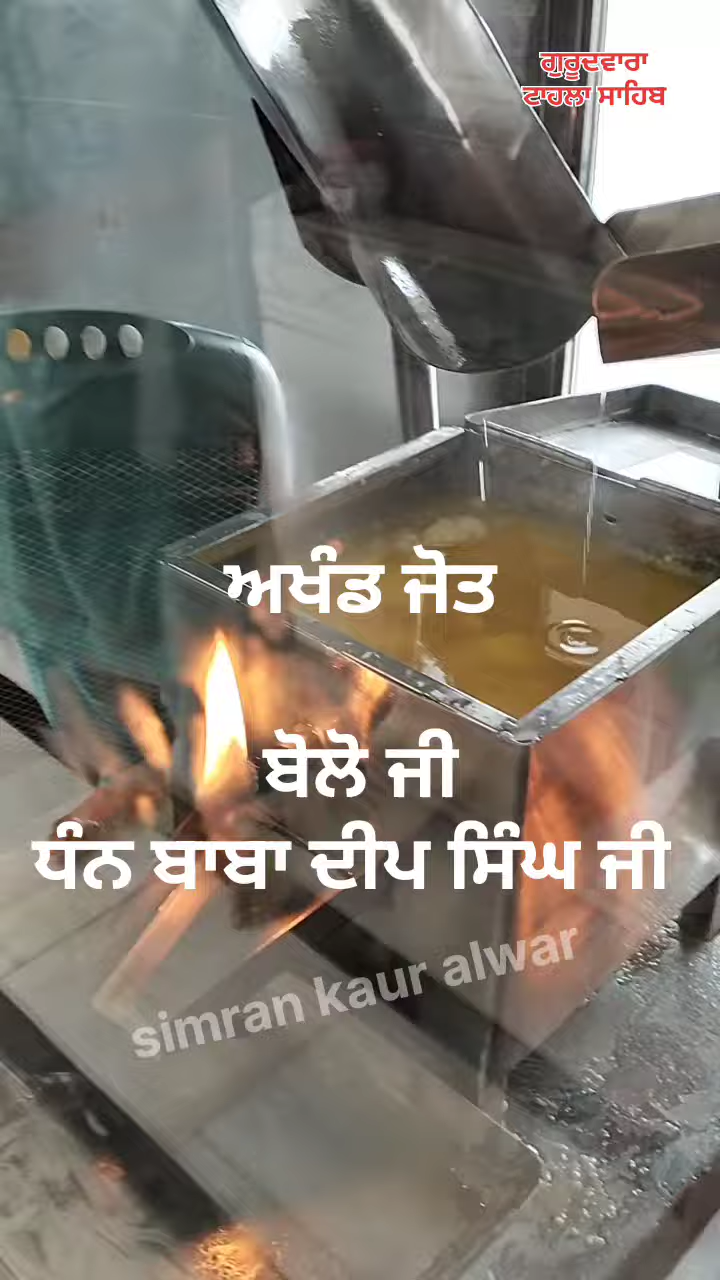 ਗੁਰੂਦਵਾਰਾ
ਟਾਹਲਾ ਸਾਹਿਬ
ਅਖੰਡ ਜੋਤ
ਬੋਲੋ ਜੀ
ਧੰਨ ਬਾਬਾ ਦੀਪ ਸਿੰਘ ਜੀ
simran kaur alwar